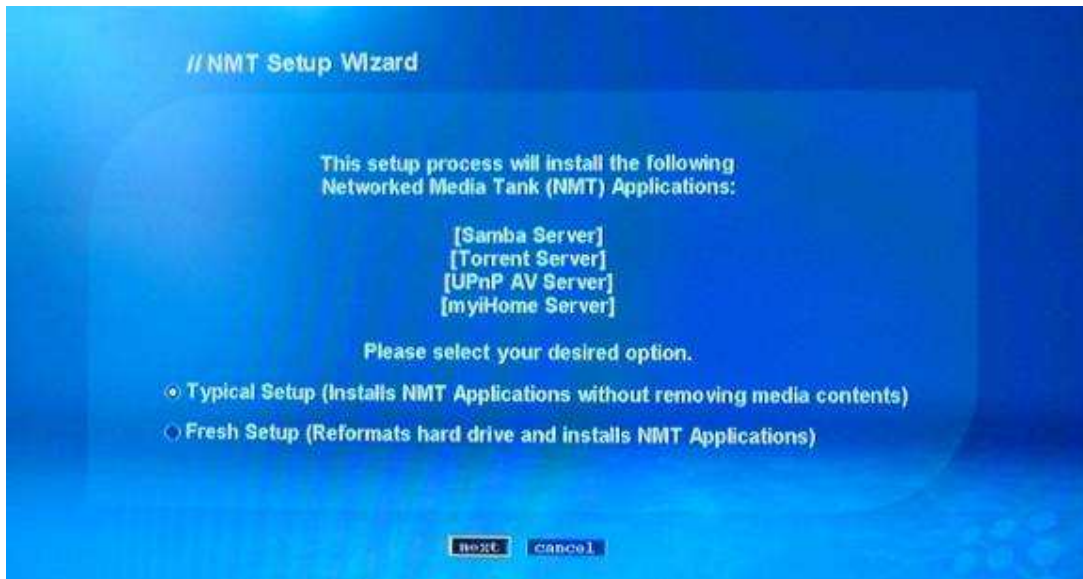 // NMT Setup Wizard
This setup process will install the following
Networked Media Tank (NMT) Applications:
[Samba Server]
[Torrent Server]
[UPnP AV Server]
[myiHome Server]
Please select your desired option.
Typical Setup (Installs NMT Applications without removing media contents)
Fresh Setup (Reformats hard drive and installs NMT Applications)
next cancel